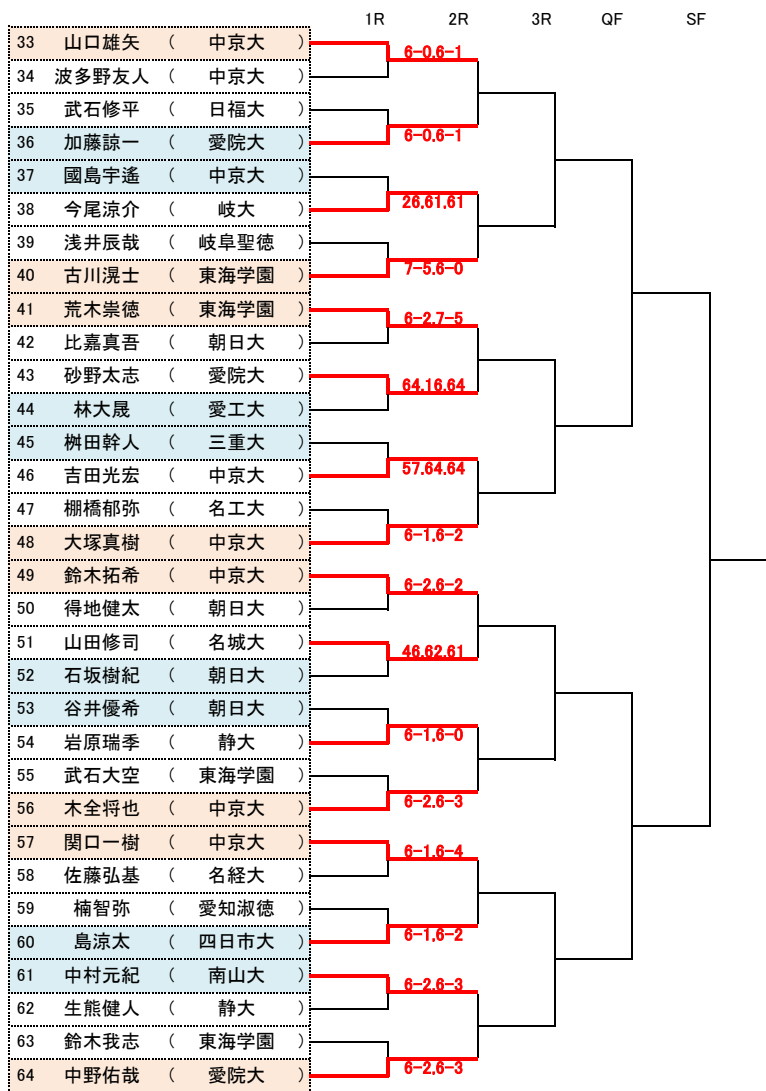 1R 2R 3R QF SF
33 山口雄矢 ( 中京大 ) 6-0.6-1
34 波多野友人 ( 中京大 )
35 武石修平 ( 日福大 )
36 加藤諒一 ( 愛院大 ) 6-0.6-1
37 國島宇遙 ( 中京大 )
38 今尾涼介 ( 岐大 ) 26.61.61
39 浅井辰哉 ( 岐阜聖徳 )
40 古川滉士 ( 東海学園 ) 7-5.6-0
41 荒木崇徳 ( 東海学園 ) 6-2.7-5
42 比嘉真吾 ( 朝日大 )
43 砂野太志 ( 愛院大 ) 64.16.64
44 林大晟 ( 愛工大 )
45 桝田幹人 ( 三重大 )
46 吉田光宏 ( 中京大 ) 57.64.64
47 棚橋郁弥 ( 名工大 )
48 大塚真樹 ( 中京大 ) 6-1.6-2
49 鈴木拓希 ( 中京大 ) 6-2.6-2
50 得地健太 ( 朝日大 )
51 山田修司 ( 名城大 ) 46.62.61
52 石坂樹紀 ( 朝日大 )
53 谷井優希 ( 朝日大 )
54 岩原瑞季 ( 静大 ) 6-1.6-0
55 武石大空 ( 東海学園 )
56 木全将也 ( 中京大 ) 6-2.6-3
57 関口一樹 ( 中京大 ) 6-1.6-4
58 佐藤弘基 ( 名経大 )
59 楠智弥 ( 愛知淑徳 )
60 島涼太 ( 四日市大 ) 6-1.6-2
61 中村元紀 ( 南山大 ) 6-2.6-3
62 生熊健人 ( 静大 )
63 鈴木我志 ( 東海学園 )
64 中野佑哉 ( 愛院大 ) 6-2.6-3